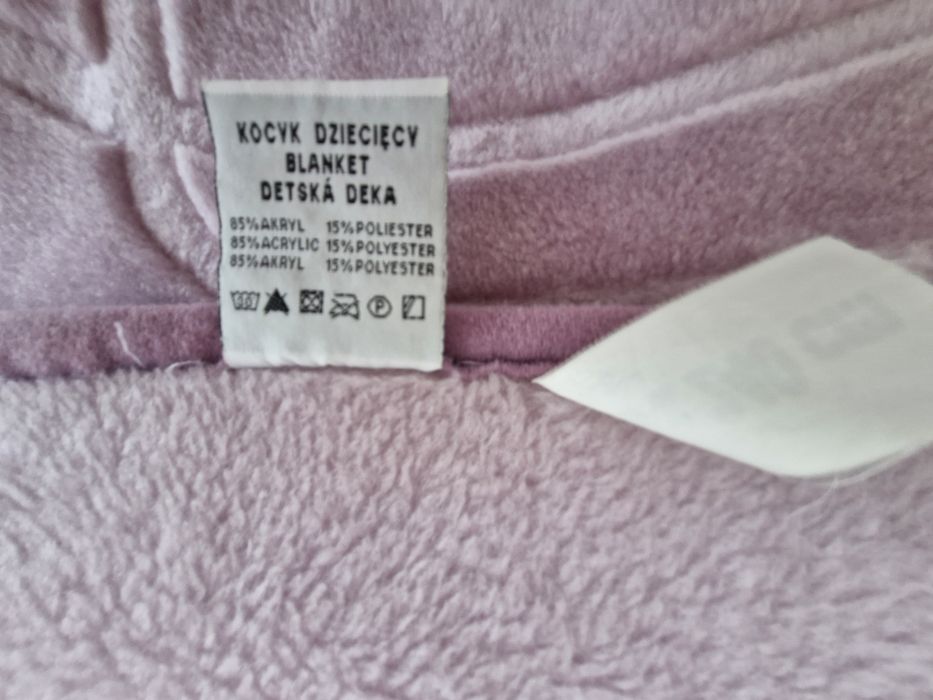 KOCYK DZIECIĘCY
BLANKET
DETSKÁ DEKA
85%AKRYL 15%POLIESTER
85%ACRYLIC 15%POLYESTER
85%AKRYL 15%POLYESTER
P